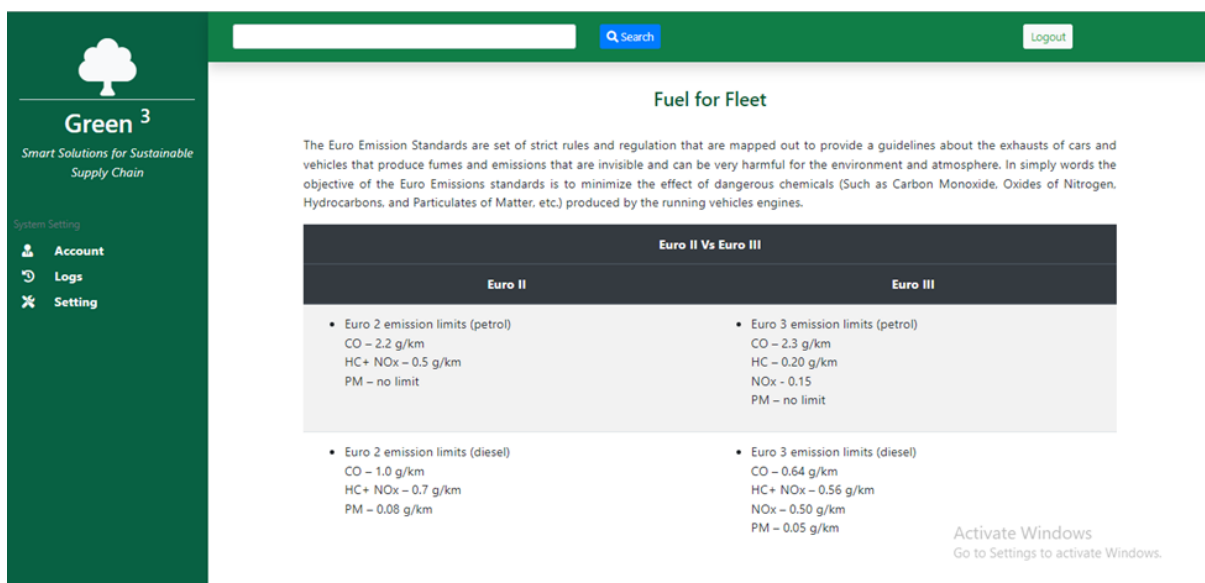 Search
Logout
Green 3
Smart Solutions for Sustainable
Supply Chain
System Setting
Account
Logs
Setting
Fuel for Fleet
The Euro Emission Standards are set of strict rules and regulation that are mapped out to provide a guidelines about the exhausts of cars and
vehicles that produce fumes and emissions that are invisible and can be very harmful for the environment and atmosphere. In simply words the
objective of the Euro Emissions standards is to minimize the effect of dangerous chemicals (Such as Carbon Monoxide, Oxides of Nitrogen,
Hydrocarbons, and Particulates of Matter, etc.) produced by the running vehicles engines.
Euro II Vs Euro III
Euro II
Euro III
• Euro 2 emission limits (petrol)
CO – 2.2 g/km
HC+ NOx – 0.5 g/km
PM – no limit
• Euro 3 emission limits (petrol)
CO – 2.3 g/km
HC – 0.20 g/km
NOx - 0.15
PM – no limit
• Euro 2 emission limits (diesel)
CO – 1.0 g/km
HC+ NOx – 0.7 g/km
PM – 0.08 g/km
• Euro 3 emission limits (diesel)
CO – 0.64 g/km
HC+ NOx – 0.56 g/km
NOx – 0.50 g/km
PM – 0.05 g/km
Activate Windows
Go to Settings to activate Windows.